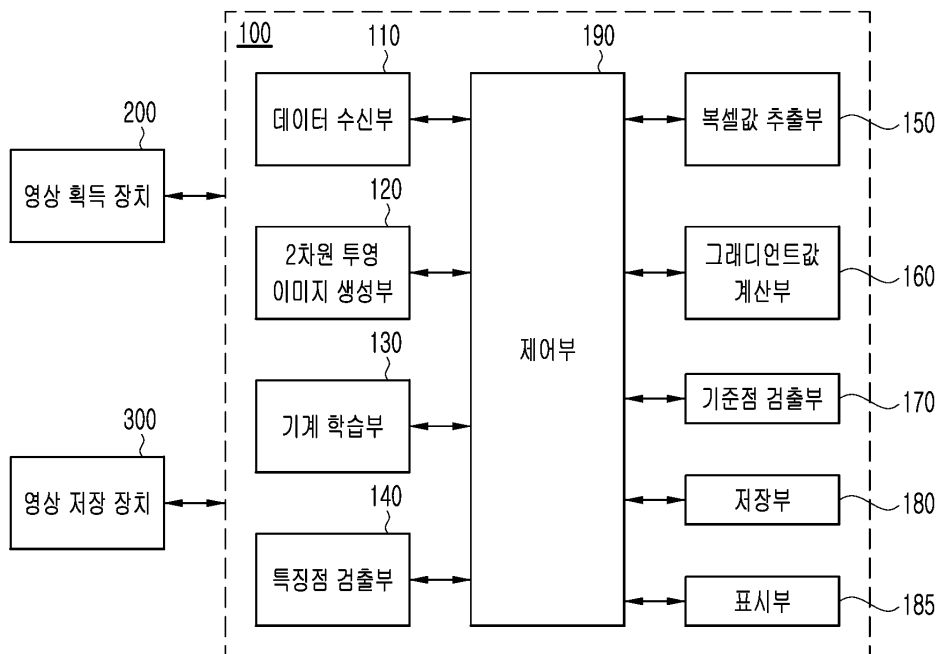 100
110
190
데이터 수신부
복셀값 추출부
150
200
영상 획득 장치
120
2차원 투영
이미지 생성부
그래디언트값
계산부
160
제어부
130
기계 학습부
기준점 검출부
170
300
영상 저장 장치
140
특징점 검출부
저장부
180
표시부
185